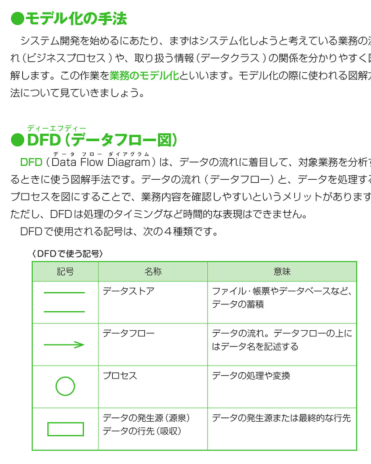 ●モデル化の手法
システム開発を始めるにあたり、まずはシステム化しようと考えている業務の流
れ（ビジネスプロセス）や、取り扱う情報（データクラス）の関係を分かりやすく図
解します。この作業を業務のモデル化といいます。モデル化の際に使われる図解方
法について見ていきましょう。
ディーエフディー
●DFD（データフロー図）
データ フロー ダイアグラム
DFD（Data Flow Diagram）は、データの流れに着目して、対象業務を分析す
るときに使う図解手法です。データの流れ（データフロー）と、データを処理する
プロセスを図にすることで、業務内容を確認しやすいというメリットがあります
ただし、DFDは処理のタイミングなど時間的な表現はできません。
DFDで使用される記号は、次の4種類です。
〈DFDで使う記号〉
記号 名称 意味
データストア ファイル・帳票やデータベースなど、
データの蓄積
データフロー データの流れ。データフローの上に
はデータ名を記述する
プロセス データの処理や変換
データの発生源（源泉） データの発生源または最終的な行先
データの行先（吸収）